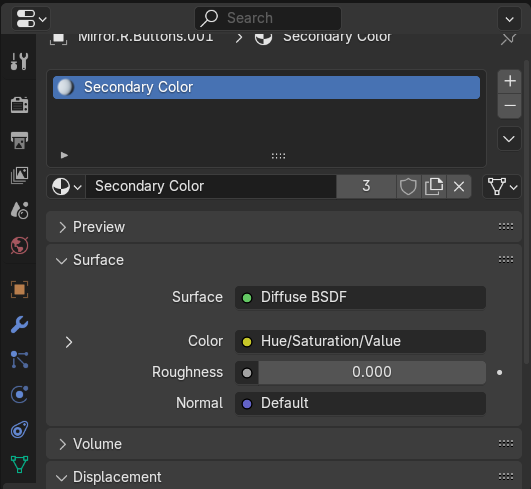 Search
Mirror.R.Buttons.001 > Secondary Color
Secondary Color
Secondary Color 3
Preview
Surface
Surface Diffuse BSDF
Color Hue/Saturation/Value
Roughness 0.000
Normal Default
Volume
Displacement